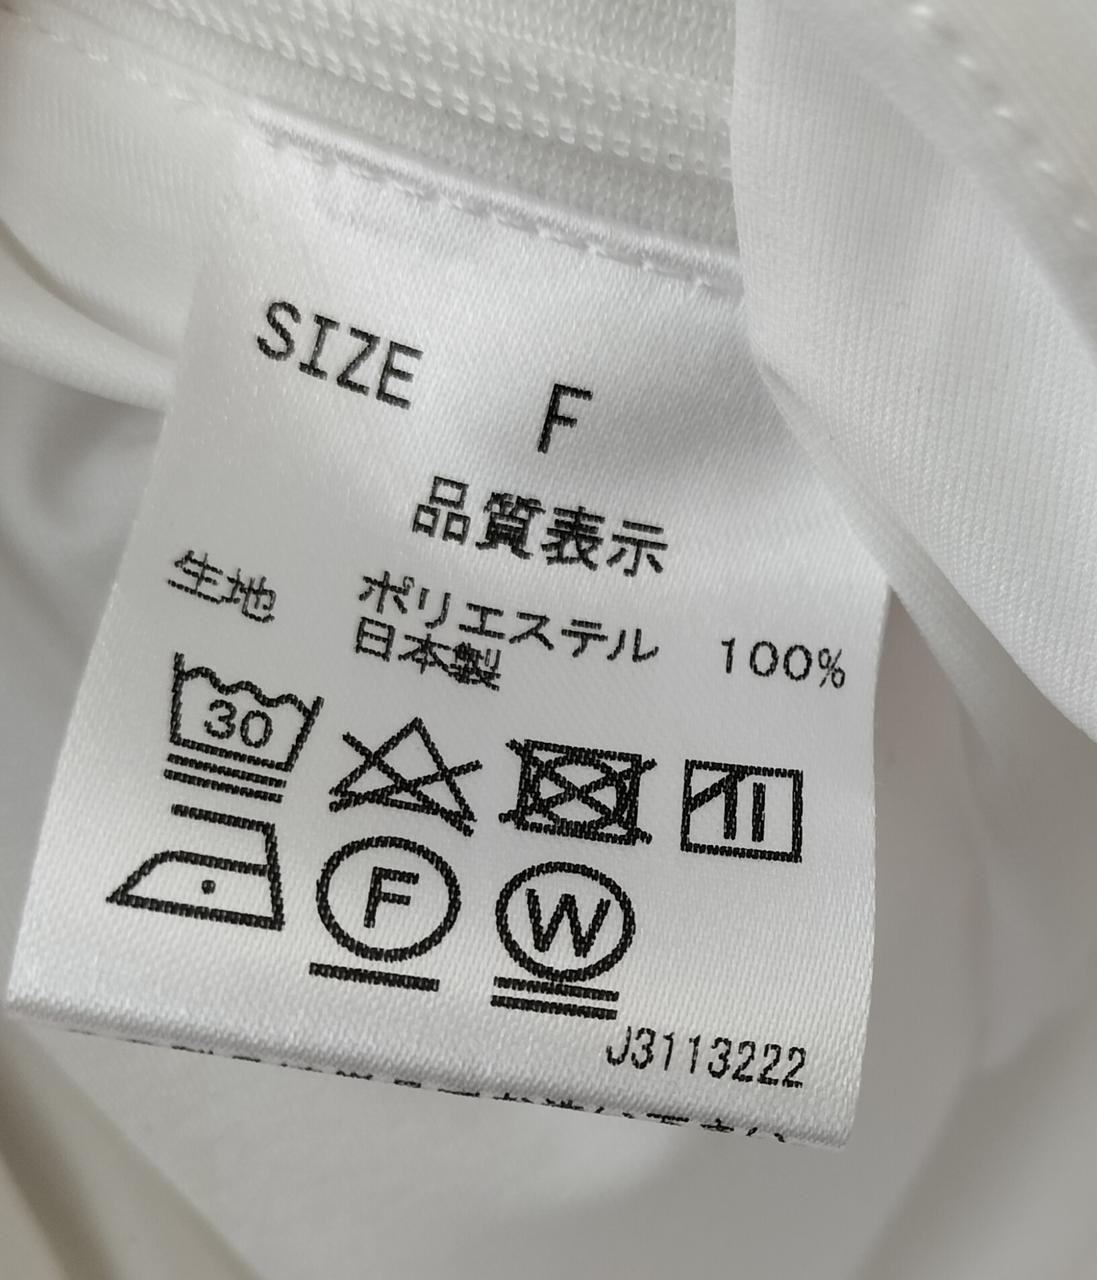 SIZE F
品質表示
生地 ポリエステル 100%
日本製
30
F W
J3113222